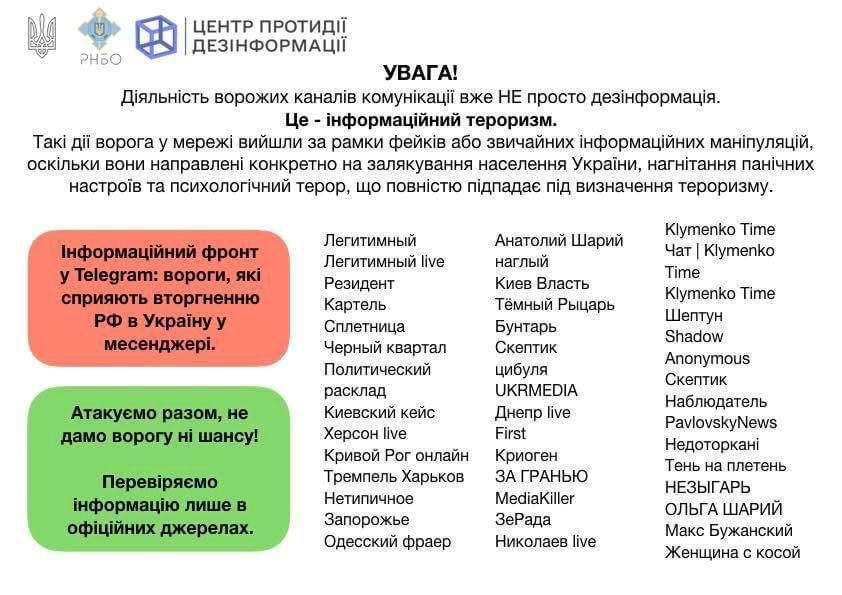 РНБО
ЦЕНТР ПРОТИДІЇ
ДЕЗІНФОРМАЦІЇ
УВАГА!
Діяльність ворожих каналів комунікації вже НЕ просто дезінформація.
Це - інформаційний тероризм.
Такі дії ворога у мережі вийшли за рамки фейків або звичайних інформаційних маніпуляцій,
оскільки вони направлені конкретно на залякування населення України, нагнітання панічних
настроїв та психологічний терор, що повністю підпадає під визначення тероризму.
Інформаційний фронт
у Telegram: вороги, які
сприяють вторгненню
РФ в Україну у
месенджері.
Атакуємо разом, не
дамо ворогу ні шансу!
Перевіряємо
інформацію лише в
офіційних джерелах.
Легитимный
Легитимный live
Резидент
Картель
Сплетница
Черный квартал
Политический
расклад
Киевский кейс
Херсон live
Кривой Рог онлайн
Тремпель Харьков
Нетипичное
Запорожье
Одесский фраер
Анатолий Шарий
наглый
Киев Власть
Тёмный Рыцарь
Бунтарь
Скептик
цибуля
UKRMEDIA
Днепр live
First
Криоген
ЗА ГРАНЬЮ
MediaKiller
ЗеРада
Николаев live
Klymenko Time
Чат | Klymenko
Time
Klymenko Time
Шептун
Shadow
Anonymous
Скептик
Наблюдатель
PavlovskyNews
Недоторкані
Тень на плетень
НЕЗЫГАРЬ
ОЛЬГА ШАРИЙ
Макс Бужанский
Женщина с косой